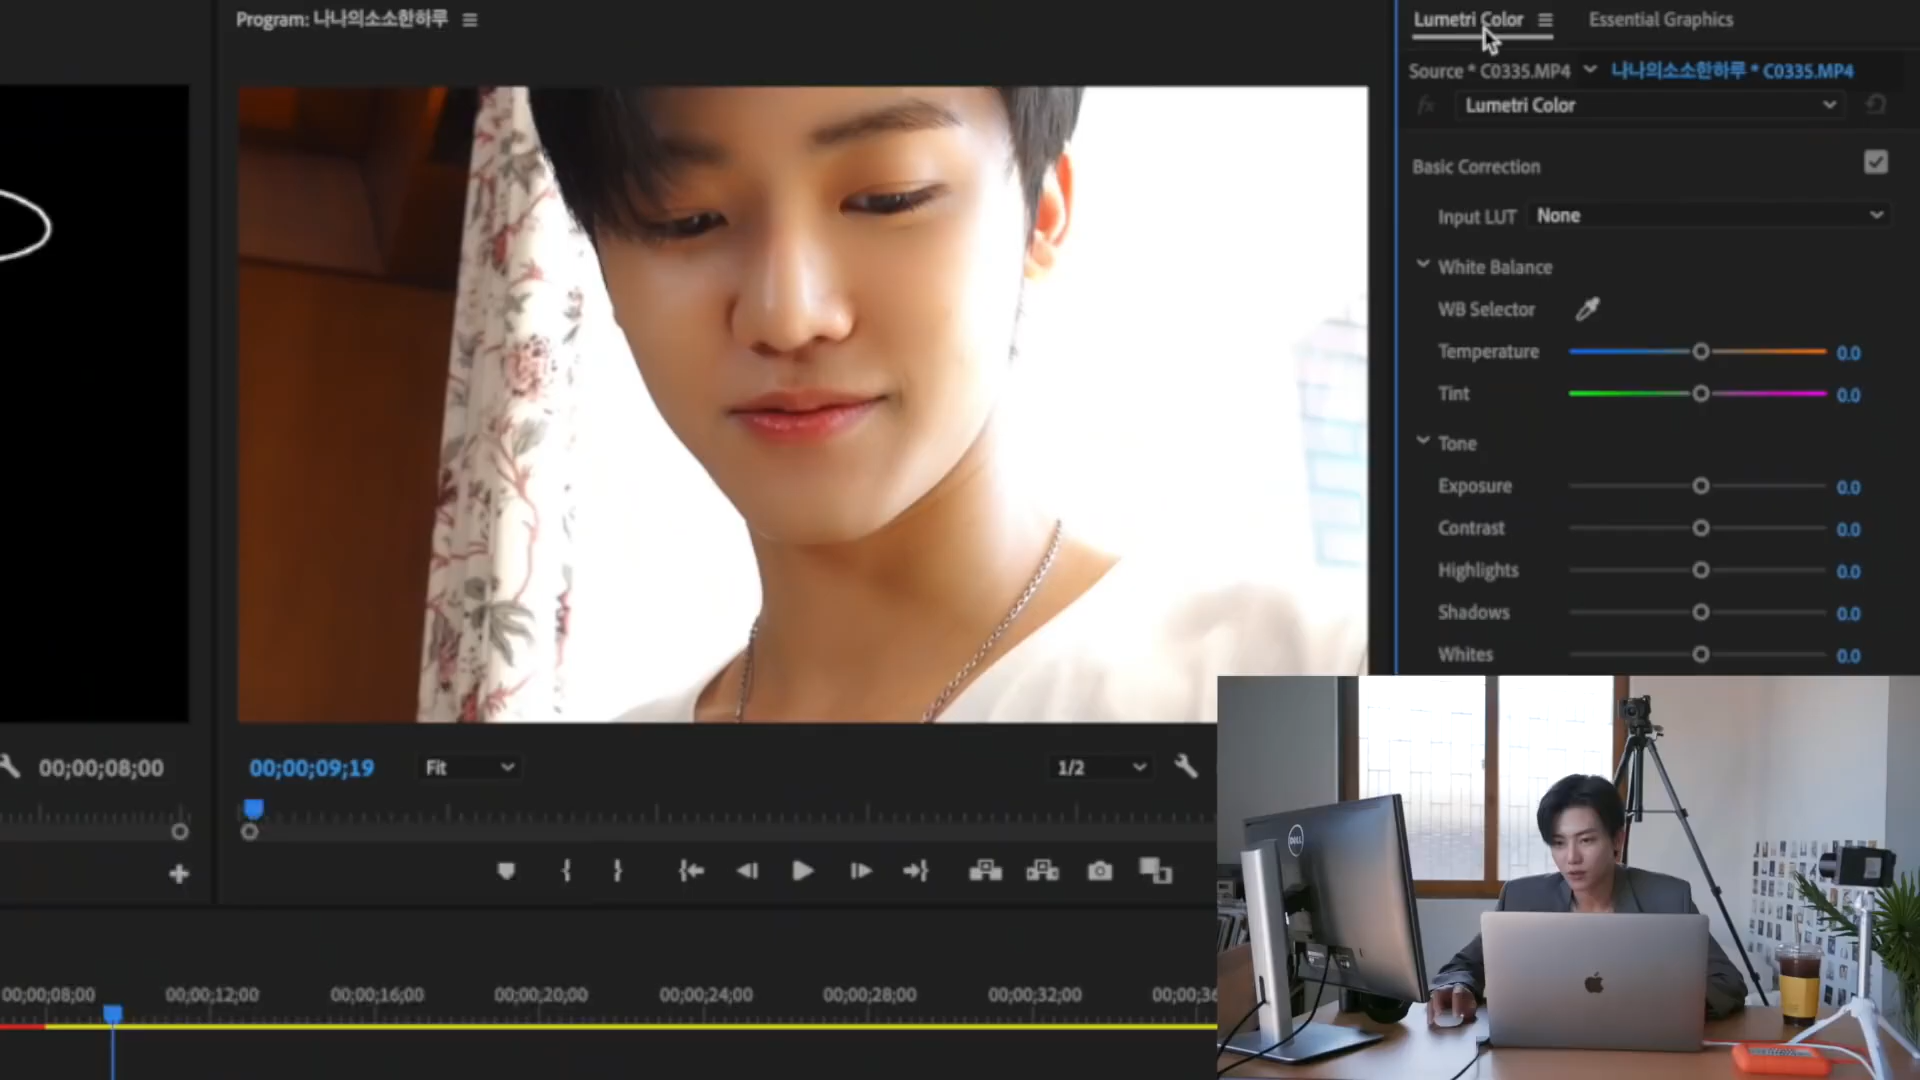 Program: 나나의소소한하루
Lumetri Color
Essential Graphics
Source * C0335.MP4
나나의소소한하루 * C0335.MP4
fx
Lumetri Color
Basic Correction
Input LUT
None
White Balance
WB Selector
Temperature
0.0
Tint
0.0
Tone
Exposure
0.0
Contrast
0.0
Highlights
0.0
Shadows
0.0
Whites
0.0
00;00;08;00
00;00;09;19
Fit
1/2
DELL
00;00;08;00
00;00;12;00
00;00;16;00
00;00;20;00
00;00;24;00
00;00;28;00
00;00;32;00
00;00;36